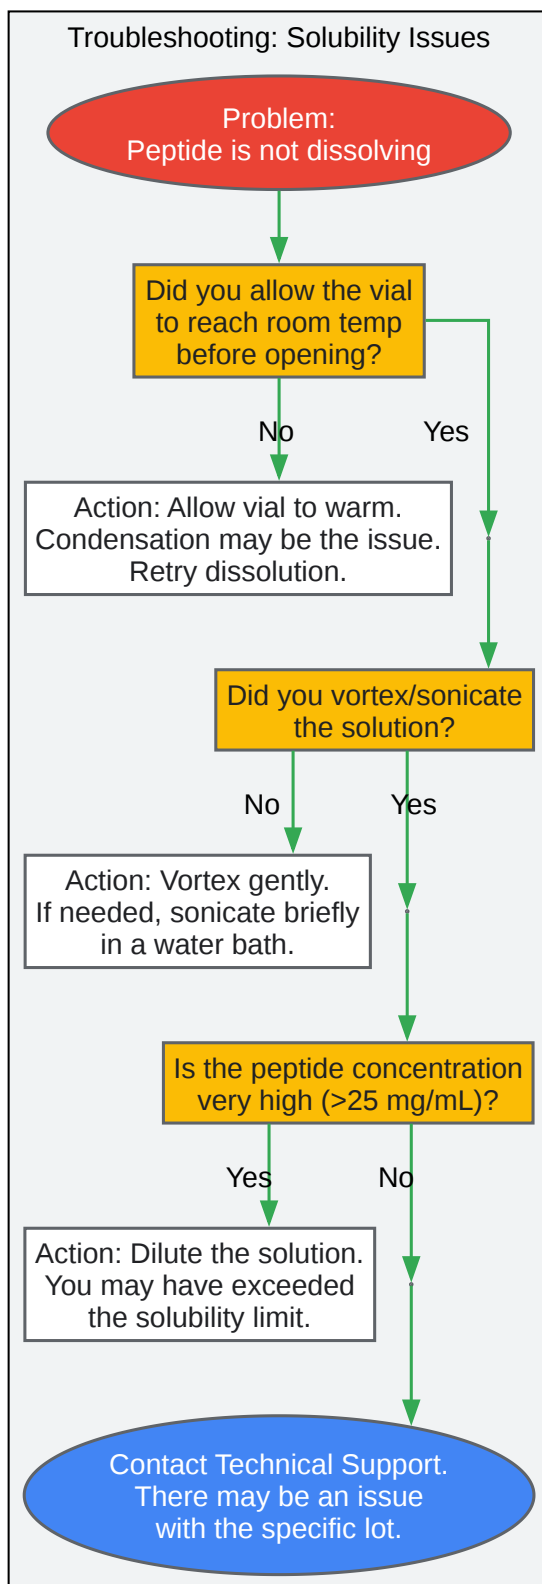 Troubleshooting: Solubility Issues
Problem:
Peptide is not dissolving
Did you allow the vial
to reach room temp
before opening?
No
Yes
Action: Allow vial to warm.
Condensation may be the issue.
Retry dissolution.
Did you vortex/sonicate
the solution?
No
Yes
Action: Vortex gently.
If needed, sonicate briefly
in a water bath.
Is the peptide concentration
very high (>25 mg/mL)?
Yes
No
Action: Dilute the solution.
You may have exceeded
the solubility limit.
Contact Technical Support.
There may be an issue
with the specific lot.